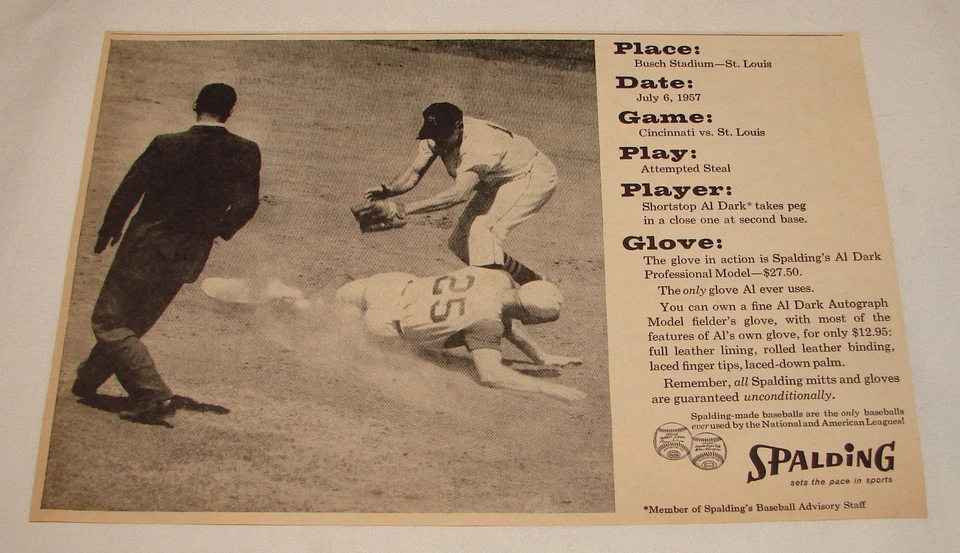 Place:
Busch Stadium—St. Louis
Date:
July 6, 1957
Game:
Cincinnati vs. St. Louis
Play:
Attempted Steal
Player:
Shortstop Al Dark* takes peg
in a close one at second base.
Glove:
The glove in action is Spalding's Al Dark
Professional Model—$27.50.
The only glove Al ever uses.
You can own a fine Al Dark Autograph
Model fielder's glove, with most of the
features of Al's own glove, for only $12.95:
full leather lining, rolled leather binding,
laced finger tips, laced-down palm.
Remember, all Spalding mitts and gloves
are guaranteed unconditionally.
Spalding-made baseballs are the only baseballs
ever used by the National and American Leagues!
SPALDING
sets the pace in sports
*Member of Spalding's Baseball Advisory Staff
25